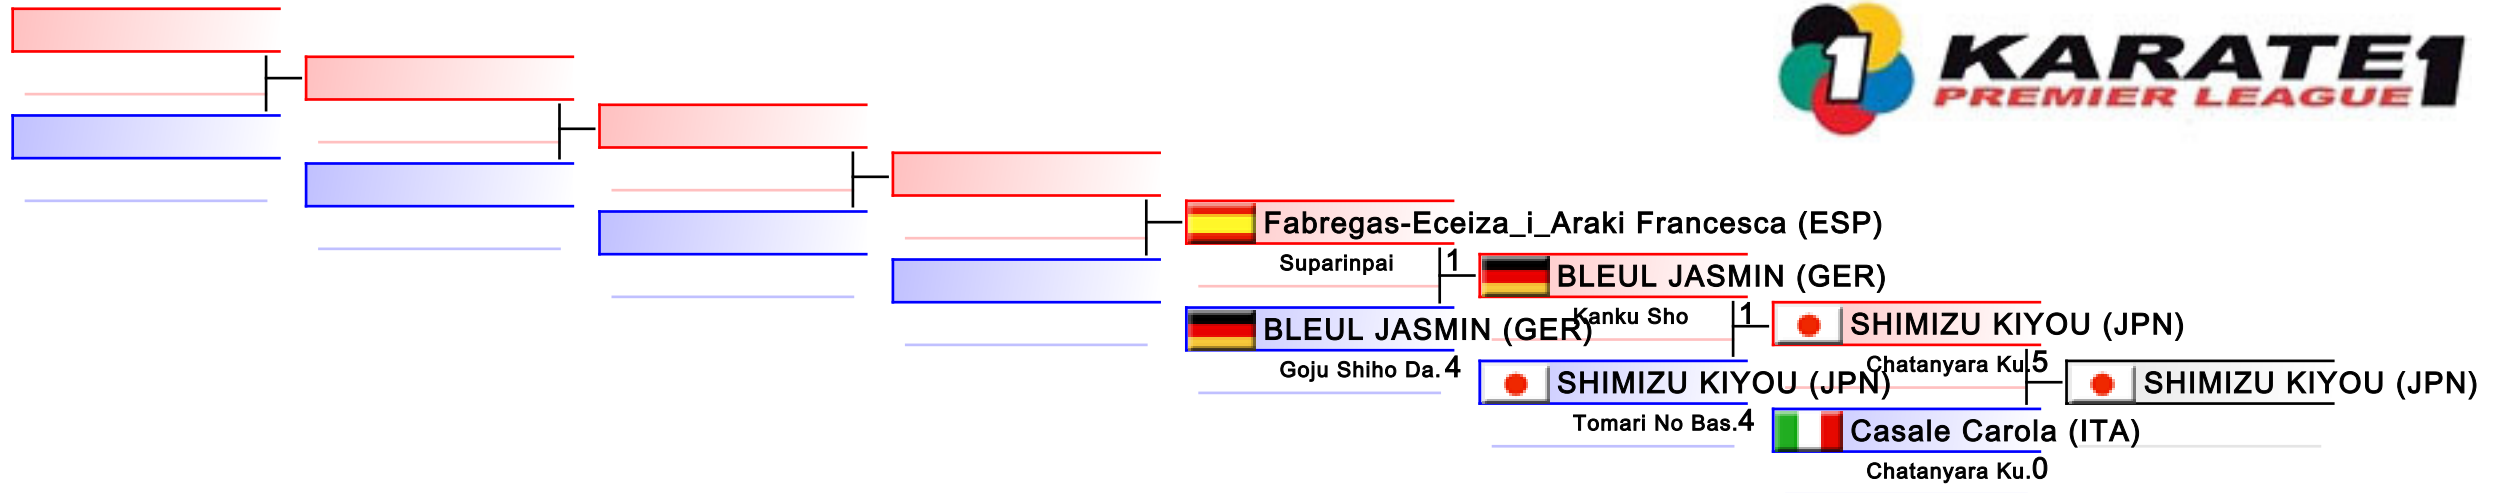 1 KARATE1
PREMIER LEAGUE
Fabregas-Eceiza_i_Araki Francesca (ESP)
Suparinpai 1
BLEUL JASMIN (GER)
Kanku Sho 1
BLEUL JASMIN (GER)
Goju Shiho Da. 4
SHIMIZU KIYOU (JPN)
Chatanyara Ku. 5
SHIMIZU KIYOU (JPN)
Tomari No Bas. 4
SHIMIZU KIYOU (JPN)
Casale Carola (ITA)
Chatanyara Ku. 0